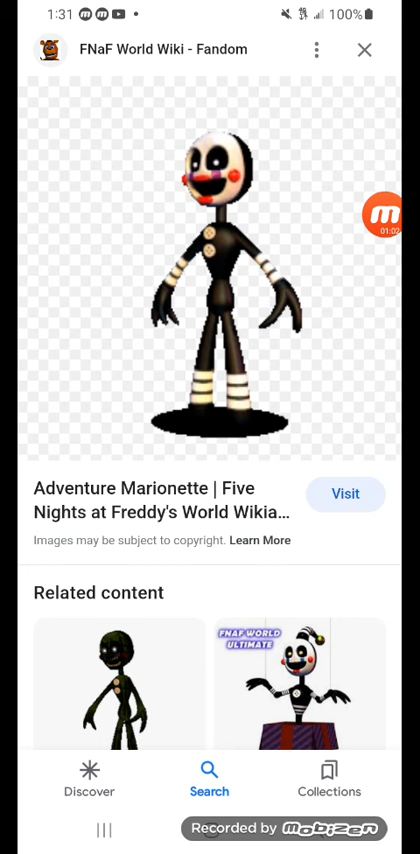 1:31
100%
FNaF World Wiki - Fandom
01:02
Adventure Marionette | Five
Nights at Freddy's World Wikia...
Visit
Images may be subject to copyright. Learn More
Related content
FNAF WORLD
ULTIMATE
Discover
Search
Collections
Recorded by mobizen